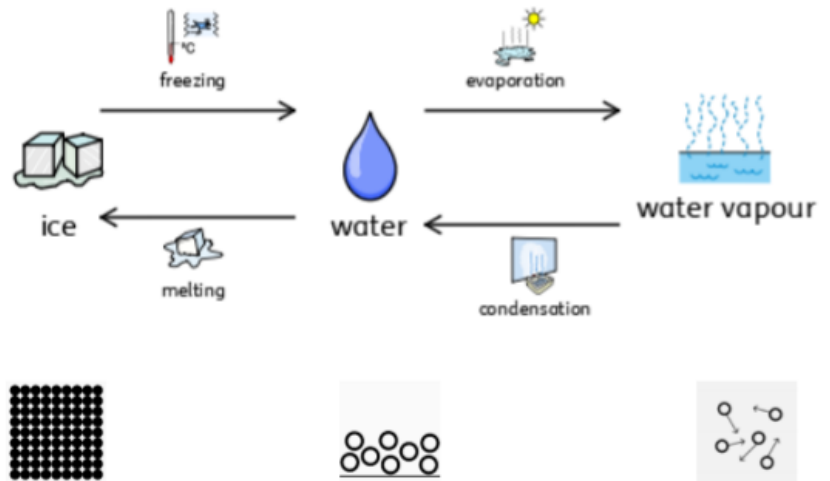 °C
freezing
evaporation
ice
water
water vapour
melting
condensation